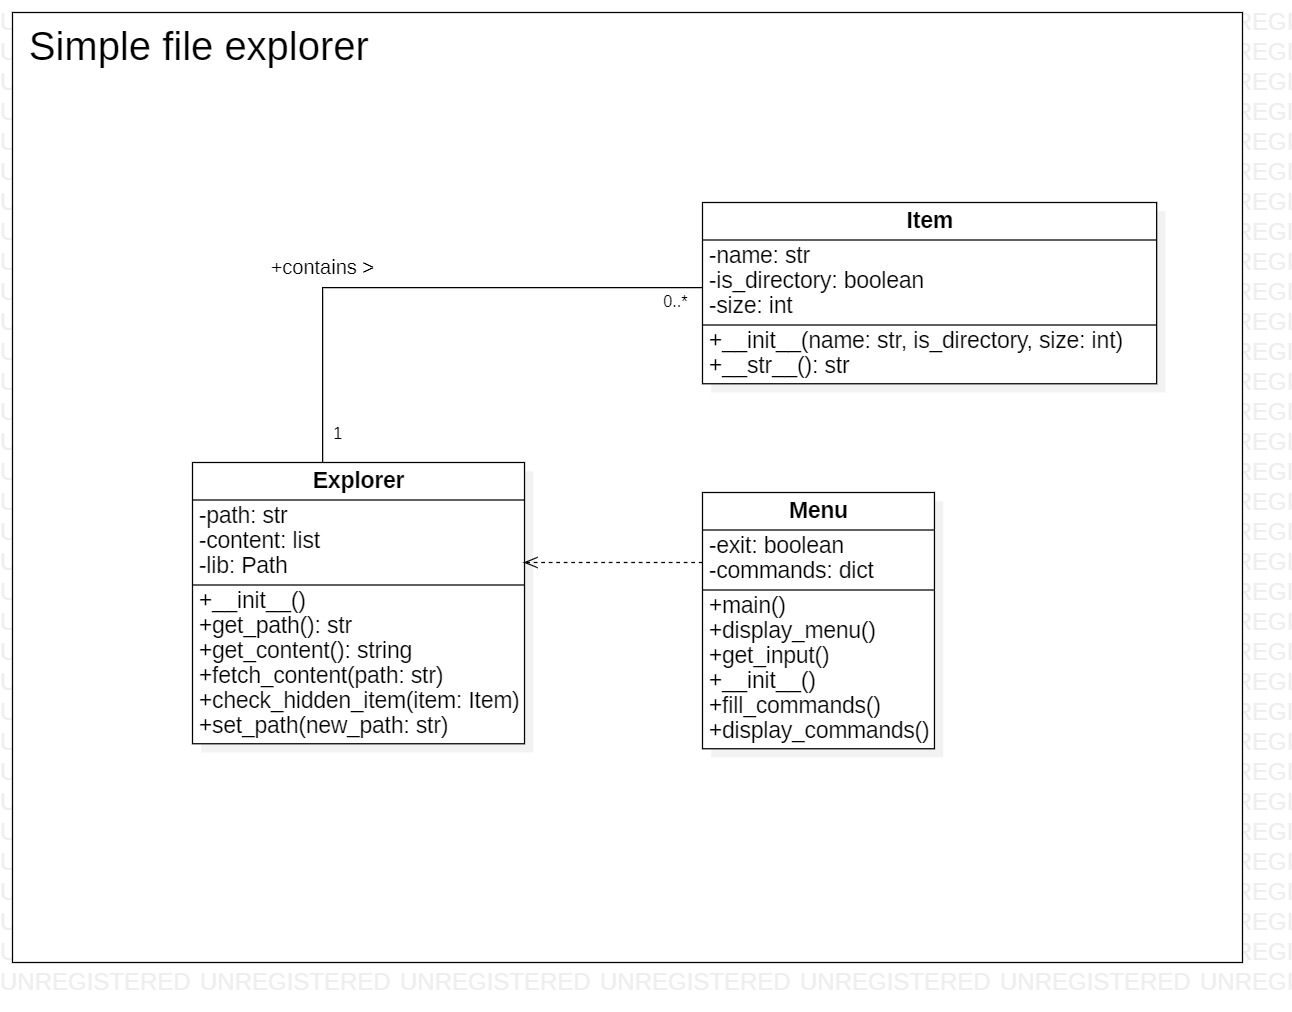 Simple file explorer
Item
-name: str
-is_directory: boolean
-size: int
+__init__(name: str, is_directory, size: int)
+__str__(): str
+contains >
0..*
1
Explorer
-path: str
-content: list
-lib: Path
+__init__()
+get_path(): str
+get_content(): string
+fetch_content(path: str)
+check_hidden_item(item: Item)
+set_path(new_path: str)
Menu
-exit: boolean
-commands: dict
+main()
+display_menu()
+get_input()
+__init__()
+fill_commands()
+display_commands()
UNREGISTERED UNREGISTERED UNREGISTERED UNREGISTERED UNREGISTERED UNREGISTERED UNREGI